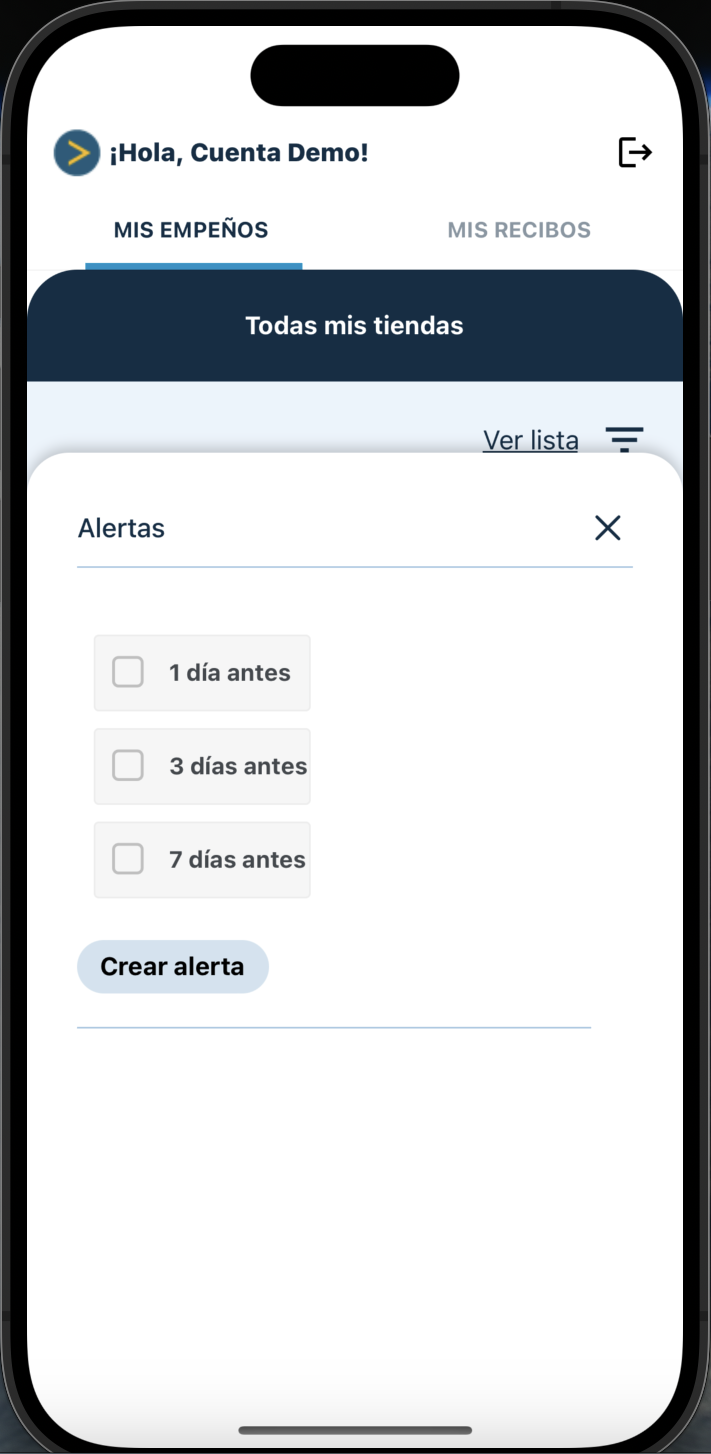 ¡Hola, Cuenta Demo!
MIS EMPEÑOS
MIS RECIBOS
Todas mis tiendas
Ver lista
Alertas
1 día antes
3 días antes
7 días antes
Crear alerta